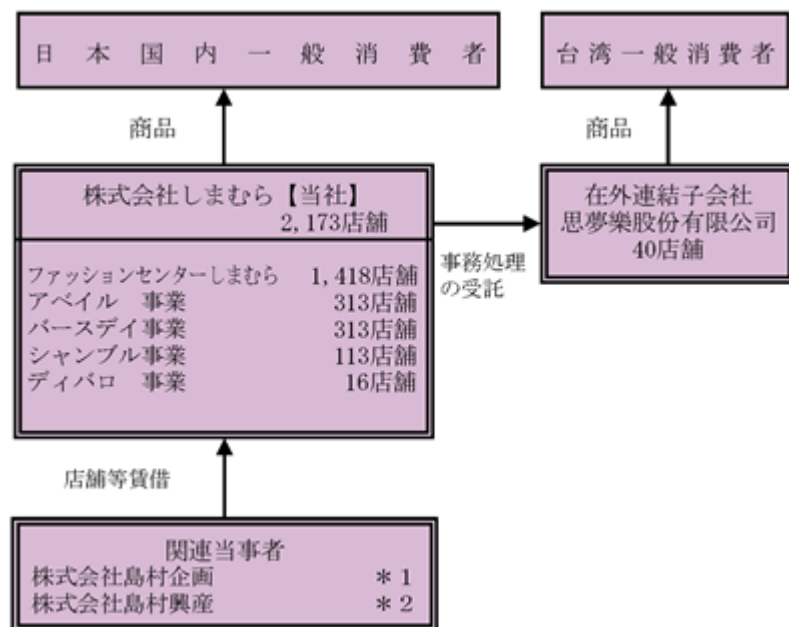 日本国内一般消費者
台湾一般消費者
商品
商品
株式会社しまむら【当社】
2,173店舗
ファッションセンターしまむら 1,418店舗
アベイル 事業 313店舗
バースデイ事業 313店舗
シャンブル事業 113店舗
ディバロ 事業 16店舗
事務処理
の受託
在外連結子会社
思夢樂股份有限公司
40店舗
店舗等賃借
関連当事者
株式会社島村企画 *1
株式会社島村興産 *2